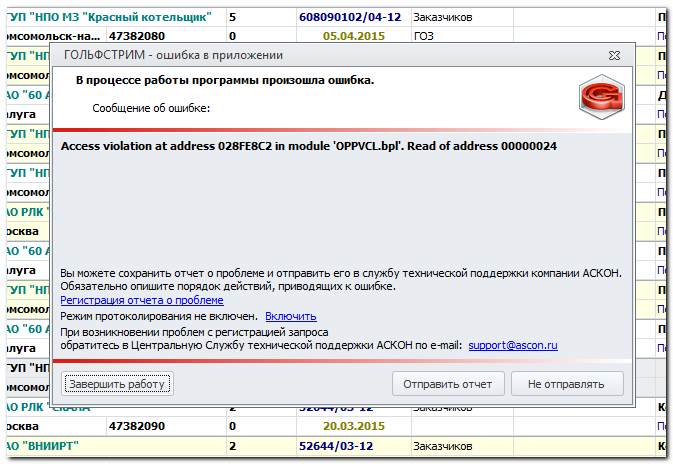 ГУП "НПО МЗ "Красный котельщик" 5 608090102/04-12 Заказчиков П
омсомольск-на... 47382080 0 05.04.2015 ГОЗ По
ГОЛЬФСТРИМ - ошибка в приложении
В процессе работы программы произошла ошибка.
Сообщение об ошибке:
Access violation at address 028FE8C2 in module 'OPPVCL.bpl'. Read of address 00000024
Вы можете сохранить отчет о проблеме и отправить его в службу технической поддержки компании АСКОН.
Обязательно опишите порядок действий, приводящих к ошибке.
Регистрация отчета о проблеме
Режим протоколирования не включен. Включить
При возникновении проблем с регистрацией запроса
обратитесь в Центральную Службу технической поддержки АСКОН по e-mail: support@ascon.ru
Завершить работу Отправить отчет Не отправлять
ГУП "НП
омсомол
АО "60 А
алуга
ГУП "НП
омсомол
ГУП "НП
омсомол
АО РЛК "
осква
АО "60 А
алуга
ГУП "НП
омсомол
АО "60 А
алуга
ГУП "НП
омсомол
АО РЛК "СКАЛА" 2 52644/03-12 Заказчиков К
осква 47382090 0 20.03.2015 По
АО "ВНИИРТ" 2 52644/03-12 Заказчиков К